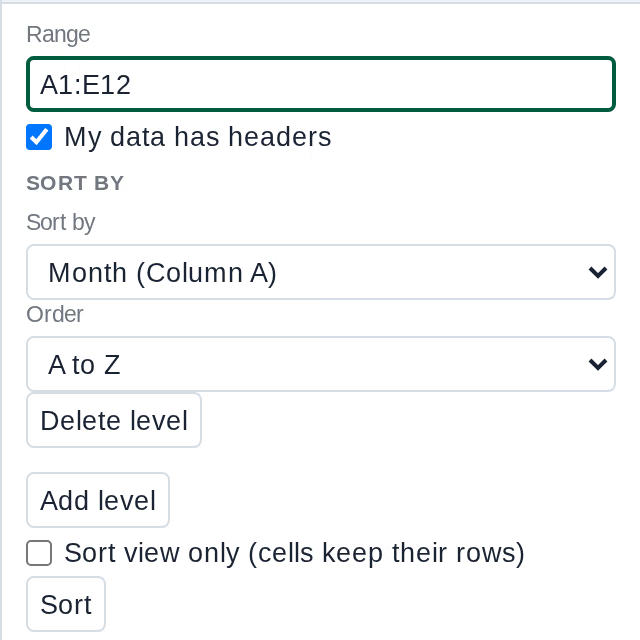 Range
A1:E12
My data has headers
SORT BY
Sort by
Month (Column A)
Order
A to Z
Delete level
Add level
Sort view only (cells keep their rows)
Sort